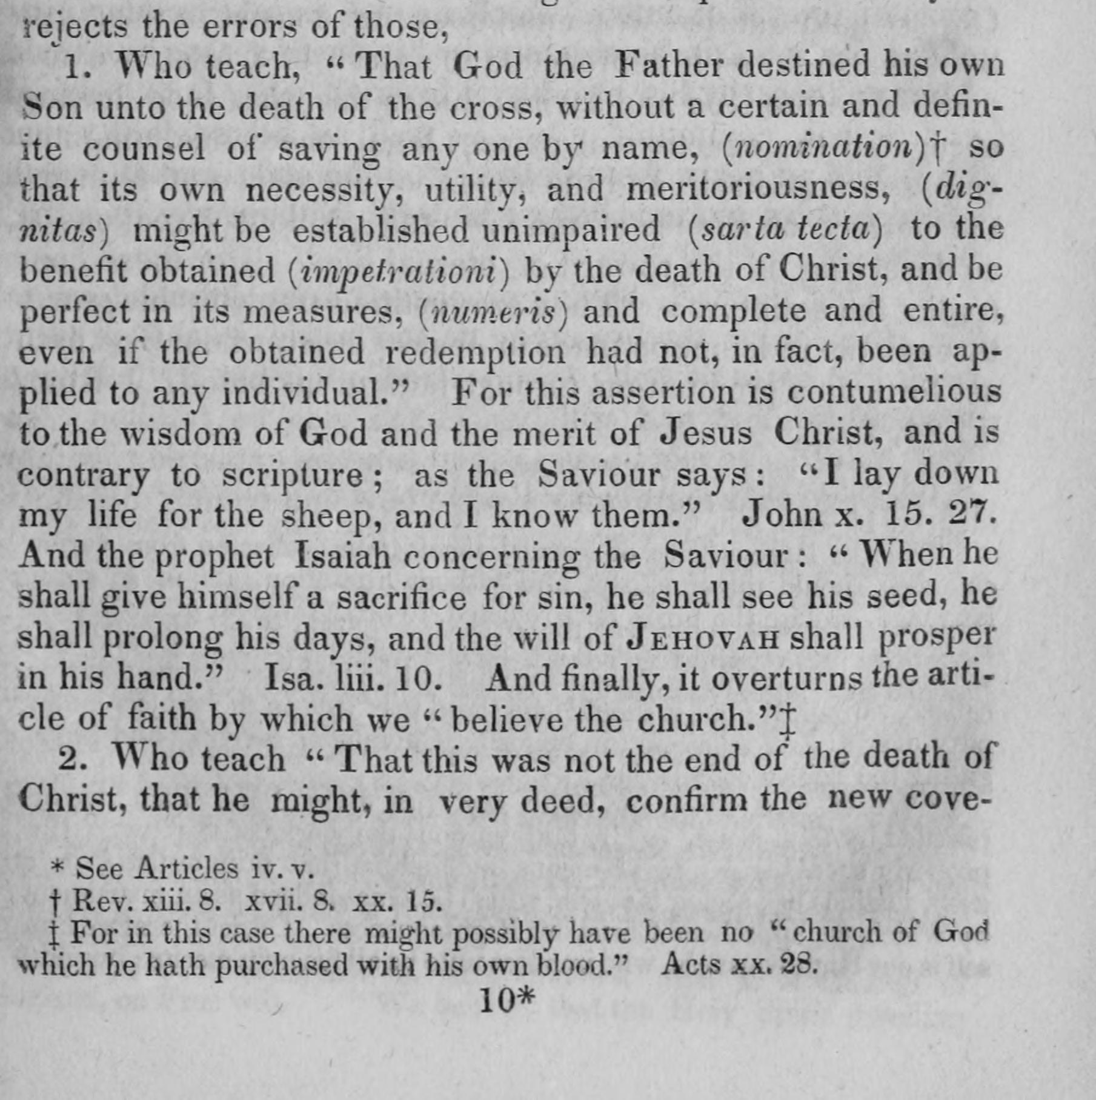 rejects the errors of those,
1. Who teach, “ That God the Father destined his own
Son unto the death of the cross, without a certain and defin-
ite counsel of saving any one by name, (nomination)† so
that its own necessity, utility, and meritoriousness, (dig-
nitas) might be established unimpaired (sarta tecta) to the
benefit obtained (impetrationi) by the death of Christ, and be
perfect in its measures, (numeris) and complete and entire,
even if the obtained redemption had not, in fact, been ap-
plied to any individual.” For this assertion is contumelious
to the wisdom of God and the merit of Jesus Christ, and is
contrary to scripture ; as the Saviour says : “I lay down
my life for the sheep, and I know them.” John x. 15. 27.
And the prophet Isaiah concerning the Saviour : “ When he
shall give himself a sacrifice for sin, he shall see his seed, he
shall prolong his days, and the will of JEHOVAH shall prosper
in his hand.” Isa. liii. 10. And finally, it overturns the arti-
cle of faith by which we “ believe the church.”‡
2. Who teach “ That this was not the end of the death of
Christ, that he might, in very deed, confirm the new cove-
* See Articles iv. v.
† Rev. xiii. 8. xvii. 8. xx. 15.
‡ For in this case there might possibly have been no “ church of God
which he hath purchased with his own blood.” Acts xx. 28.
10*